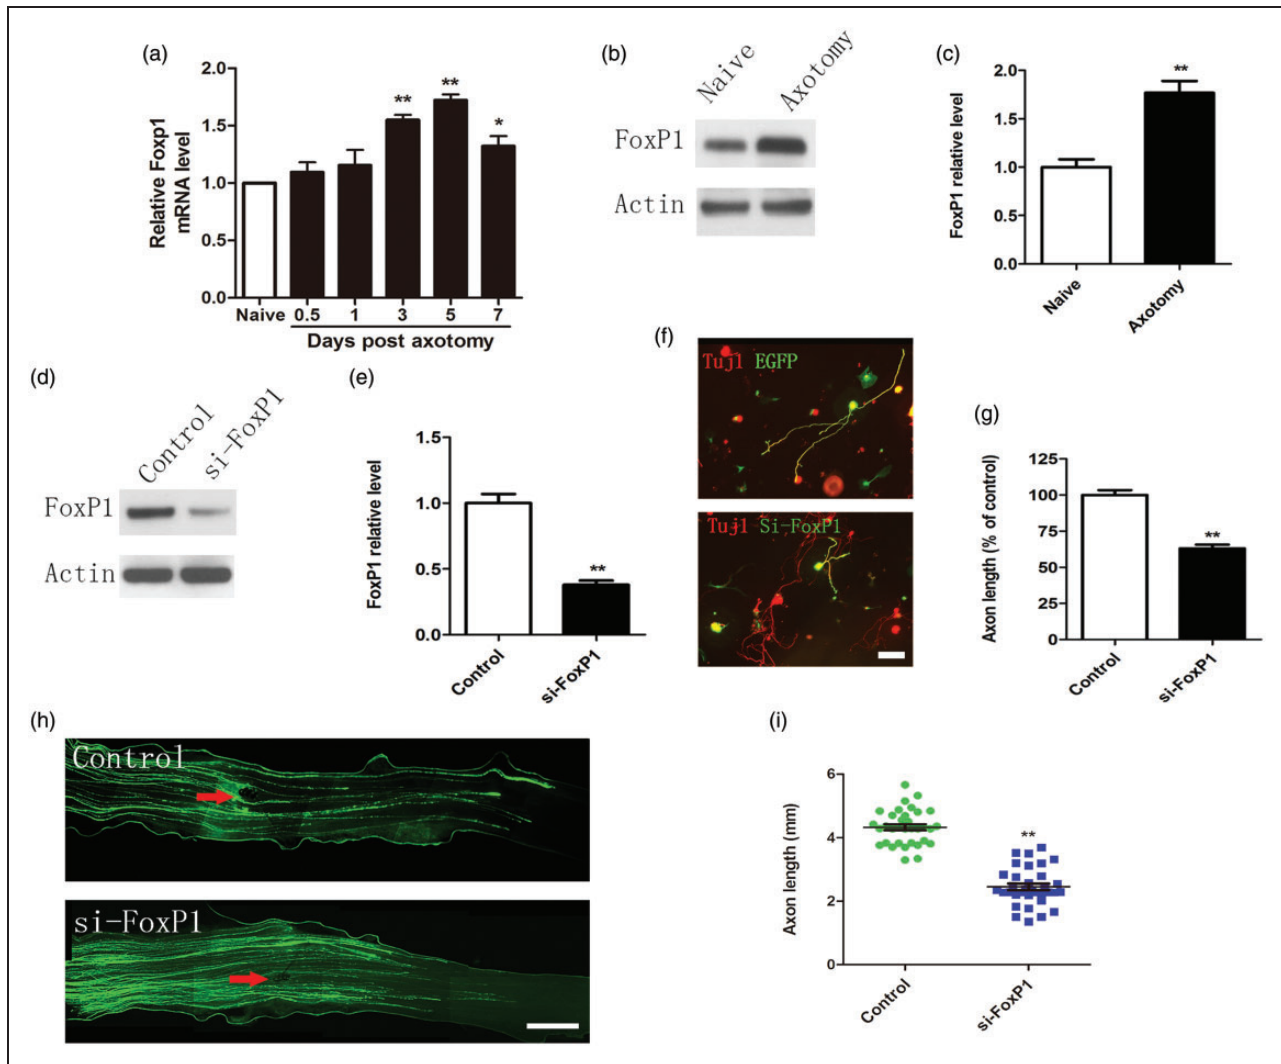 (a)
Relative Foxp1
mRNA level
2.0
1.5
1.0
0.5
0.0
** ** *
Naive 0.5 1 3 5 7
Days post axotomy
(b)
Naive Axotomy
FoxP1
Actin
(c)
FoxP1 relative level
2.0
1.5
1.0
0.5
0.0
**
Naive Axotomy
(d)
Control si-FoxP1
FoxP1
Actin
(e)
FoxP1 relative level
1.5
1.0
0.5
0.0
**
Control si-FoxP1
(f)
Tuj1 EGFP
Tuj1 Si-FoxP1
(g)
Axon length (% of control)
125
100
75
50
25
0
**
Control si-FoxP1
(h)
Control
si-FoxP1
(i)
Axon length (mm)
6
4
2
0
**
Control si-FoxP1